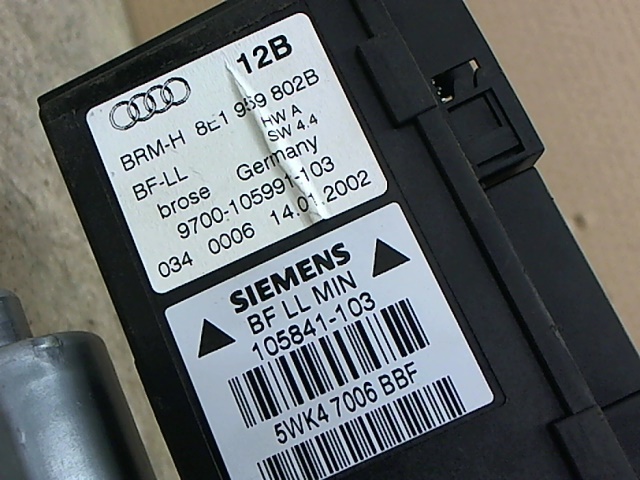 12B
BRM-H 8E1 959 802B
HW A
BF-LL SW 4.4
brose Germany
9700-105991-103
034 0006 14.01.2002
SIEMENS
BF LL MIN
105841-103
5WK4 7006 BBF